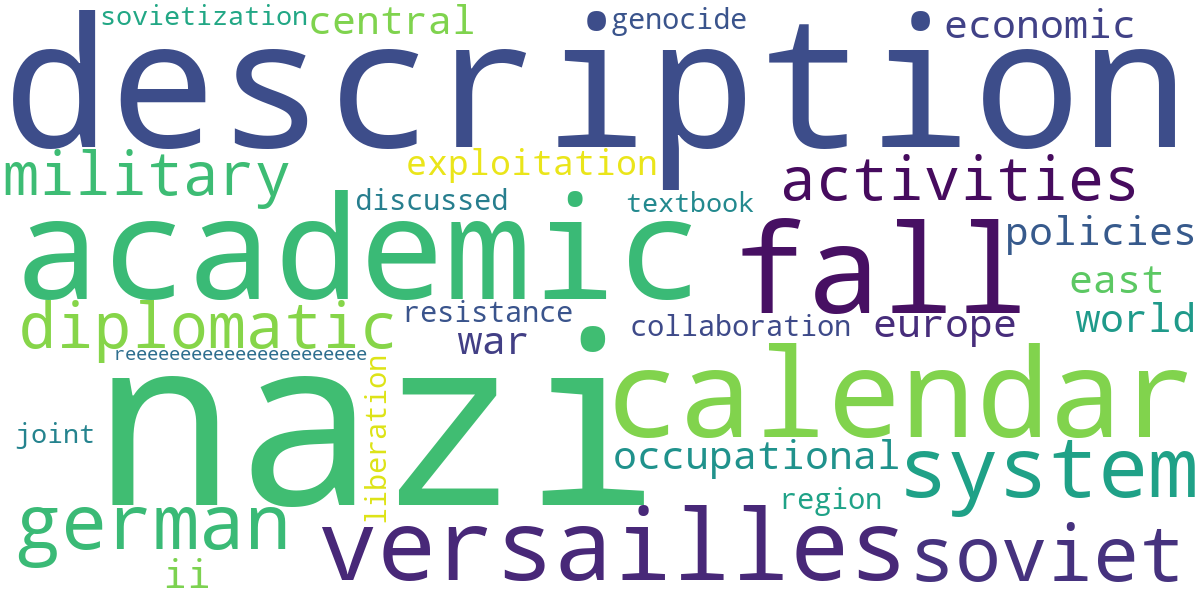 sovietization central genocide economic
description
military exploitation activities
discussed textbook
academic fall policies
east
diplomatic resistance collaboration europe world
war
reeeeeeeeeeeeeeeeeeeeeee
nazi calendar
liberation
joint occupational system
region
german versailles soviet
ii